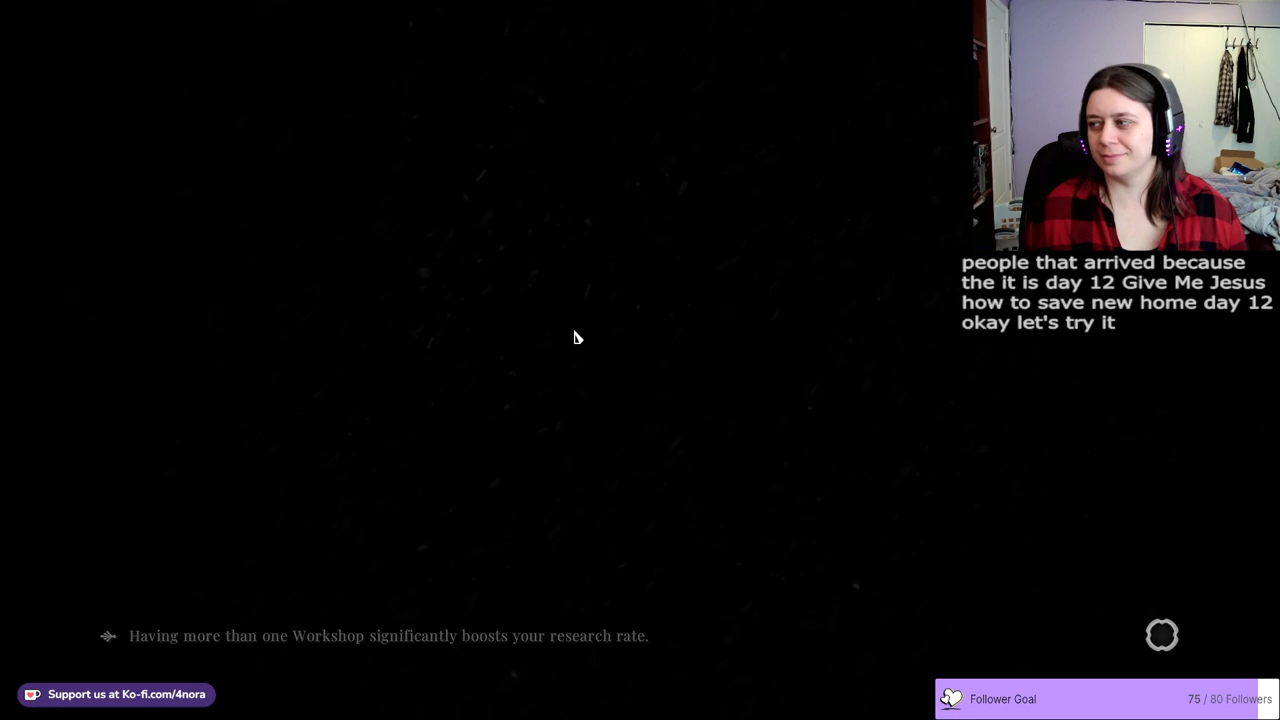 people that arrived because
the it is day 12 Give Me Jesus
how to save new home day 12
okay let's try it
Having more than one Workshop significantly boosts your research rate.
Support us at Ko-fi.com/4nora
Follower Goal
75 / 80 Followers